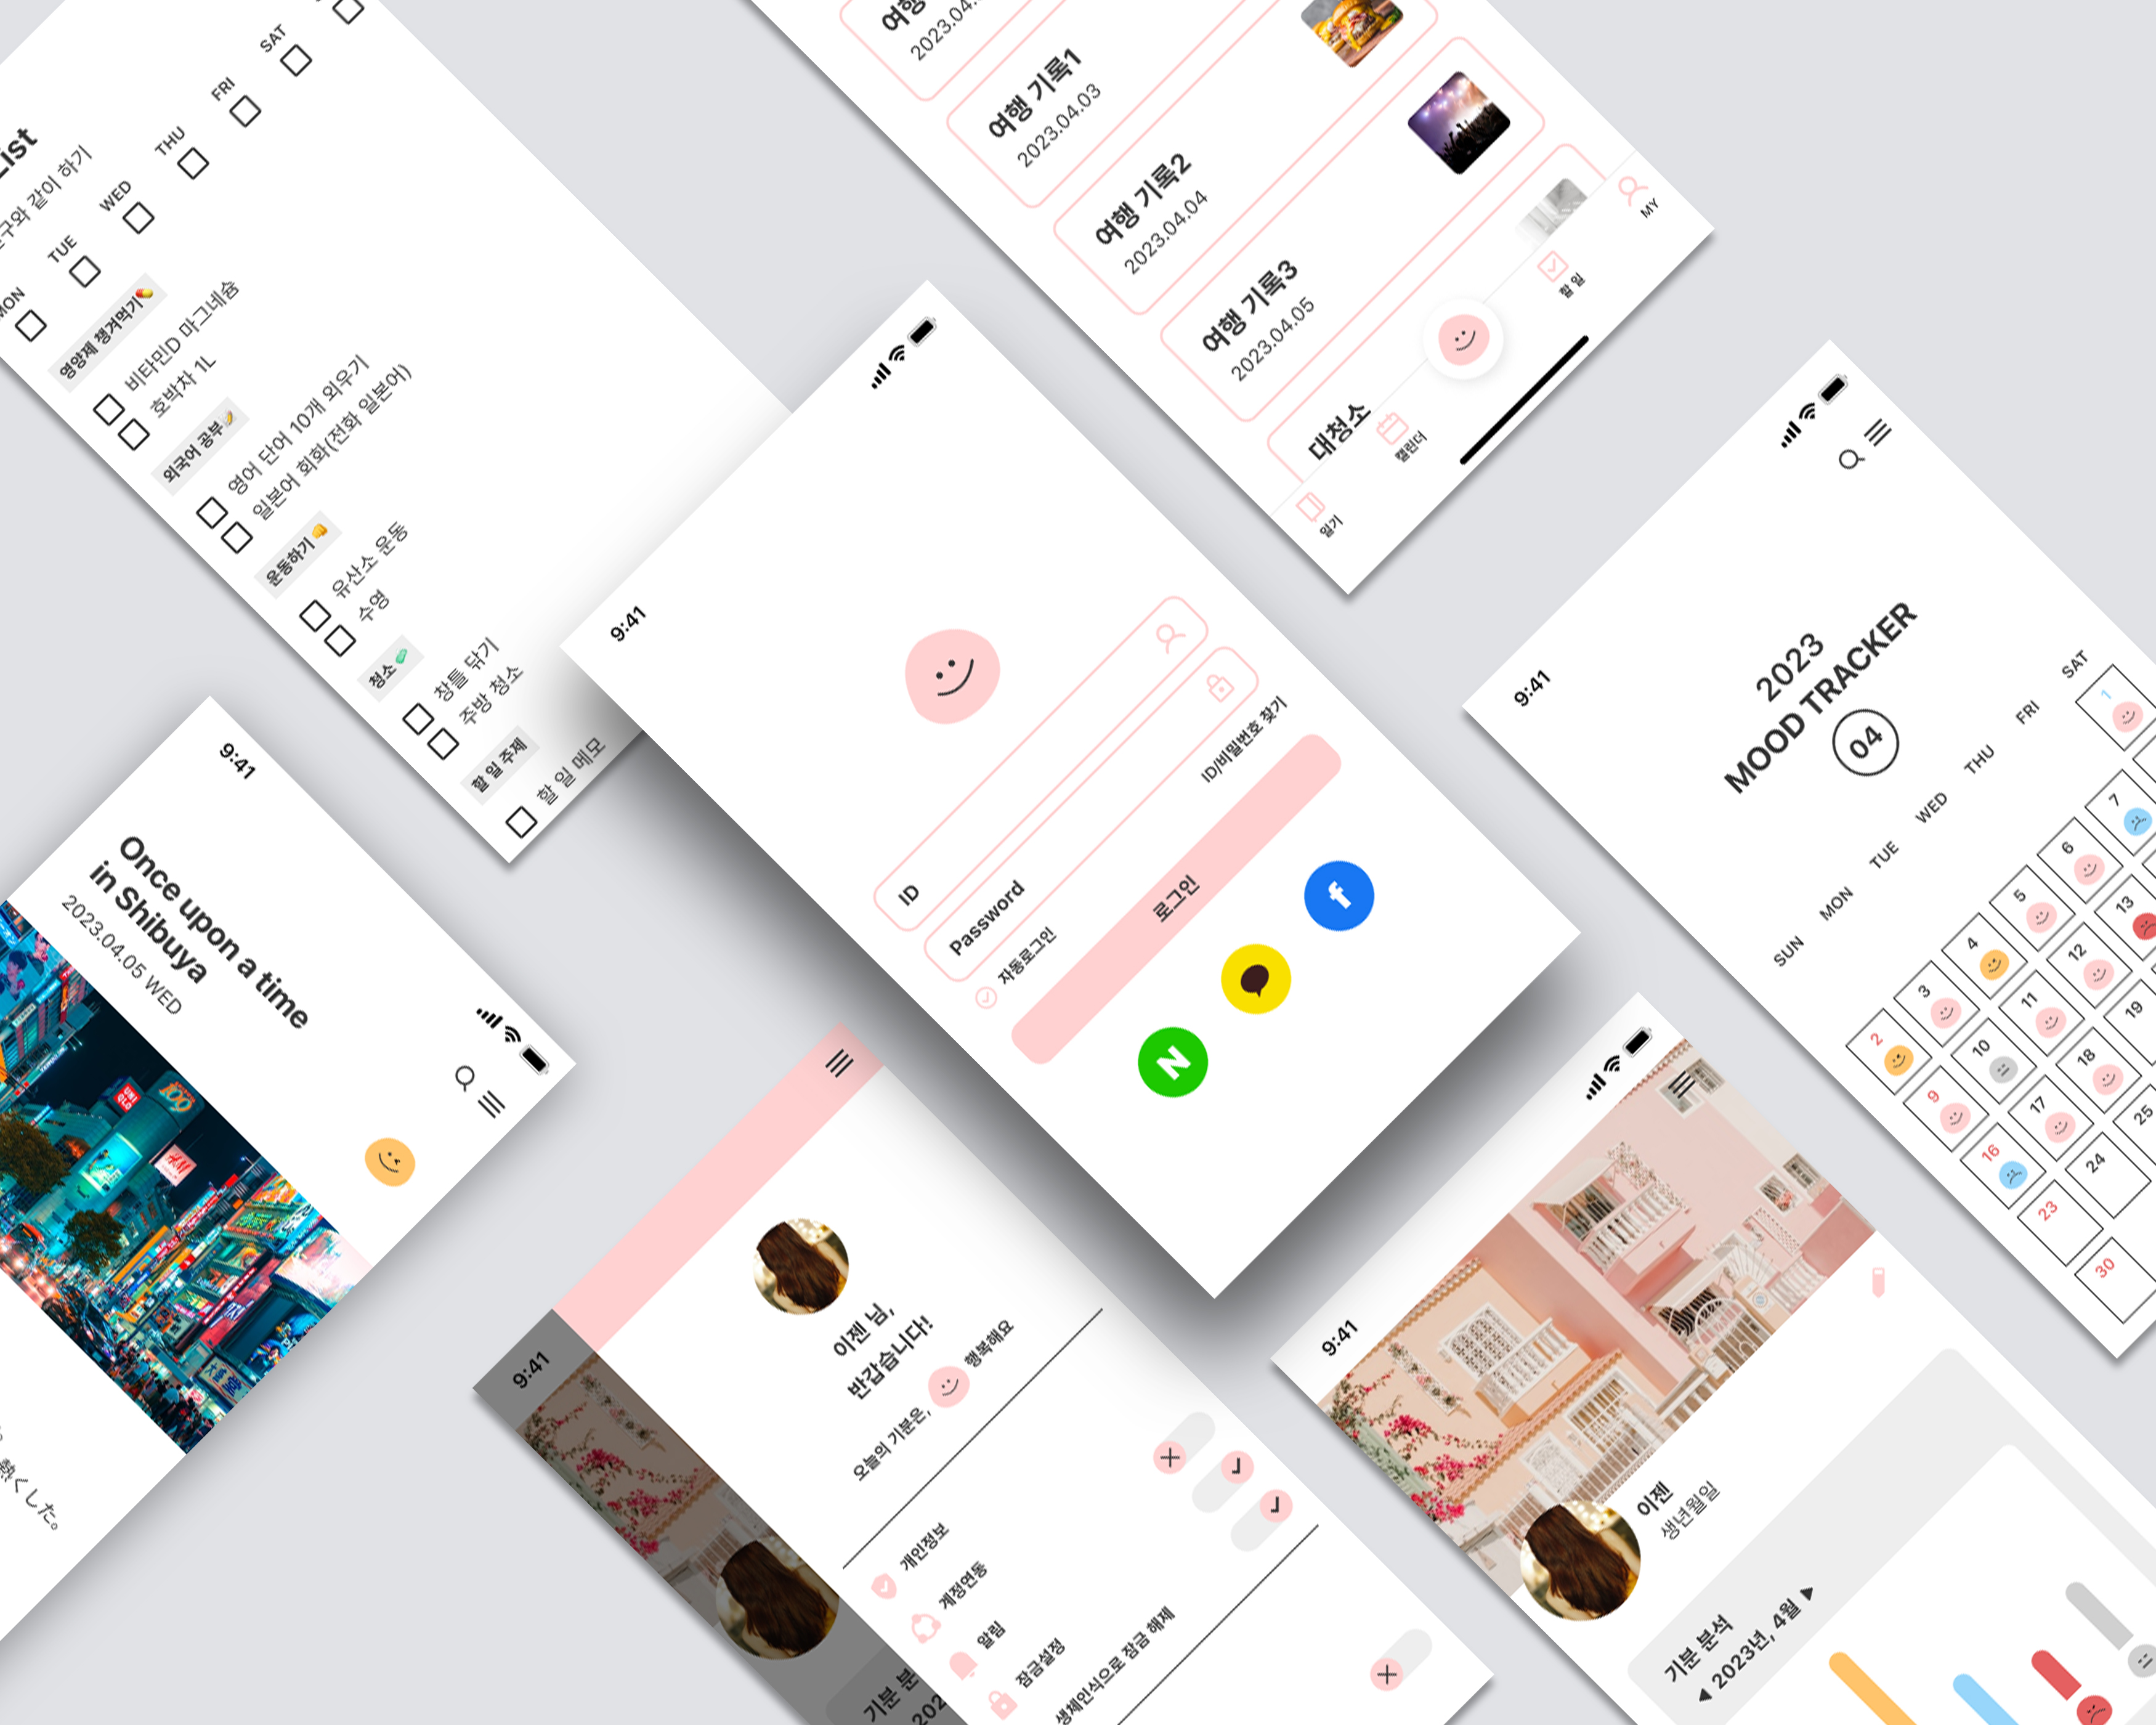 List
구와 같이 하기
MON
TUE
WED
THU
FRI
SAT
영양제 챙겨먹기
비타민D 마그네슘
호박차 1L
외국어 공부
영어 단어 10개 외우기
일본어 회화(전화 일본어)
운동하기
유산소 운동
수영
청소
창틀 닦기
주방 청소
할 일 주제
할 일 메모
2023.04.
여행 기록1
2023.04.03
여행 기록2
2023.04.04
여행 기록3
2023.04.05
대청소
일기
캘린더
할 일
MY
9:41
ID
Password
자동로그인
ID/비밀번호 찾기
로그인
f
N
9:41
2023
MOOD TRACKER
04
SUN
MON
TUE
WED
THU
FRI
SAT
1
2
3
4
5
6
7
9
10
11
12
13
16
17
18
19
23
24
25
30
9:41
Once upon a time
in Shibuya
2023.04.05 WED
UNI
QLO
109
H&M
熱くした。
9:41
이젠 님,
반갑습니다!
오늘의 기분은,
행복해요
개인정보
계정연동
알림
잠금설정
생체인식으로 잠금 해제
기분 분
202
9:41
이젠
생년월일
기분 분석
◀ 2023년, 4월 ▶